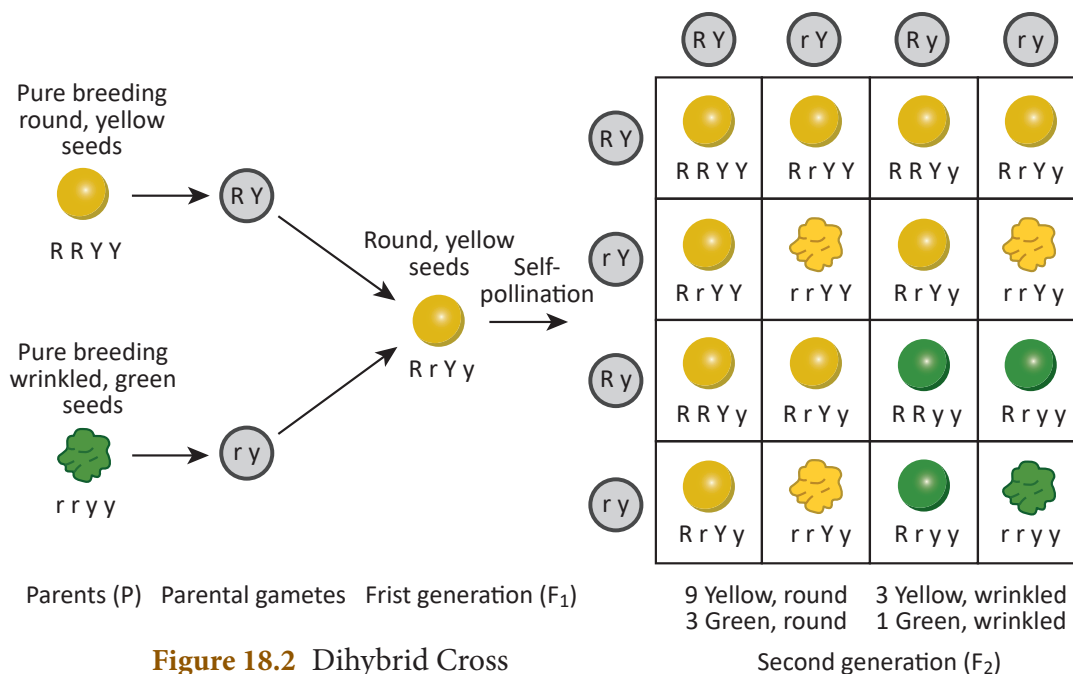 Pure breeding
round, yellow
seeds
R R Y Y
R Y
Pure breeding
wrinkled, green
seeds
r r y y
r y
Round, yellow
seeds
R r Y y
Self-
pollination
R Y r Y R y r y
R Y
R R Y Y R r Y Y R R Y y R r Y y
r Y
R r Y Y r r Y Y R r Y y r r Y y
R y
R R Y y R r Y y R R y y R r y y
r y
R r Y y r r Y y R r y y r r y y
Parents (P) Parental gametes Frist generation (F₁)
9 Yellow, round 3 Yellow, wrinkled
3 Green, round 1 Green, wrinkled
Second generation (F₂)
Figure 18.2 Dihybrid Cross